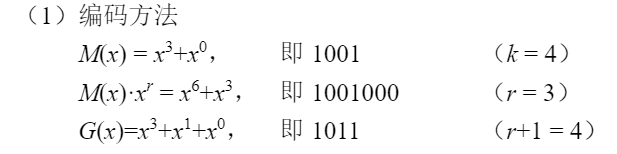 （1）编码方法
M(x) = x³+x⁰， 即 1001 （k = 4）
M(x)·xʳ = x⁶+x³， 即 1001000 （r = 3）
G(x)=x³+x¹+x⁰， 即 1011 （r+1 = 4）